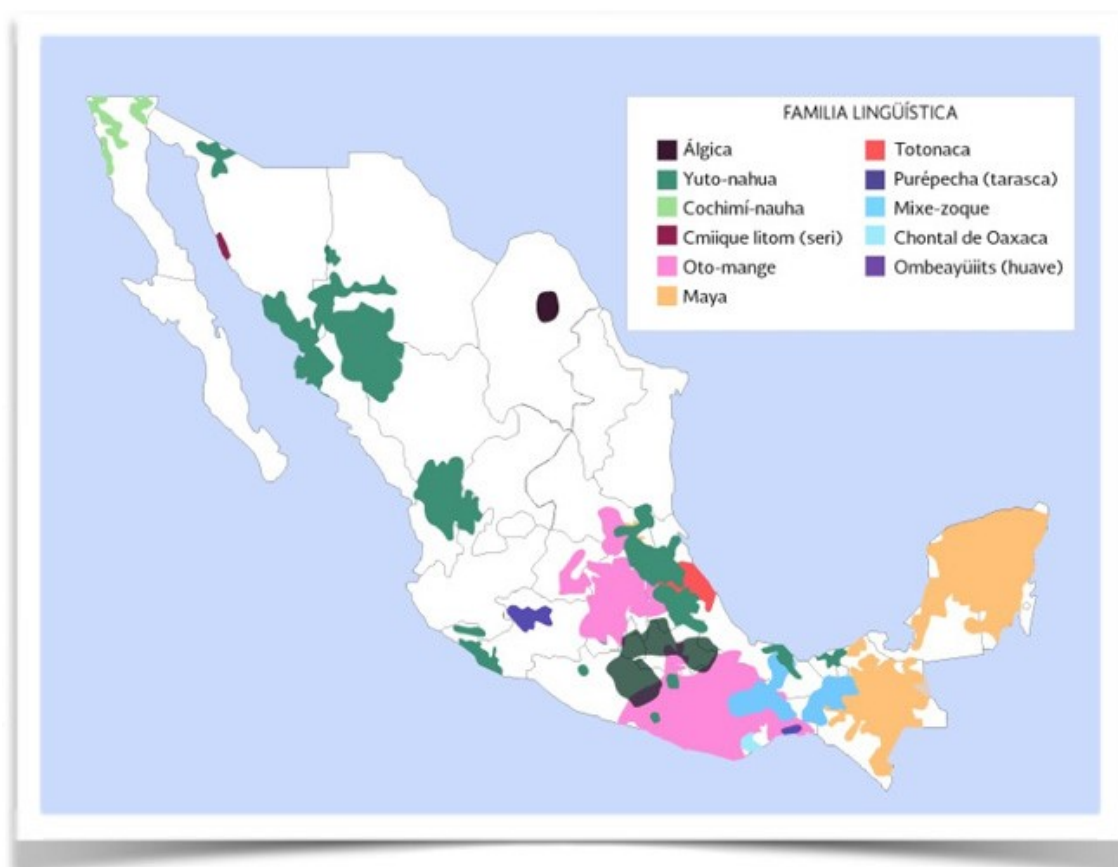 FAMILIA LINGÜÍSTICA
Álgica
Yuto-nahua
Cochimí-nauha
Cmiique litom (seri)
Oto-mange
Maya
Totonaca
Purépecha (tarasca)
Mixe-zoque
Chontal de Oaxaca
Ombeayüiits (huave)